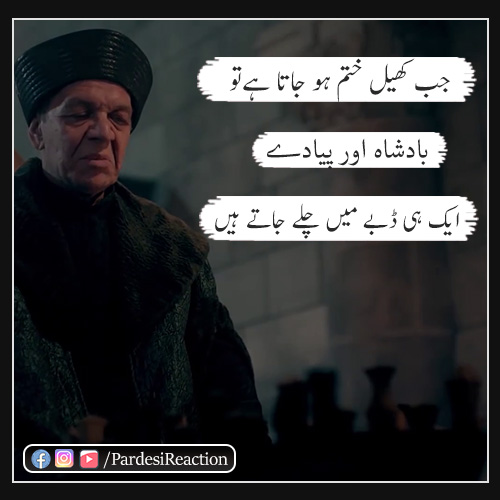 جب کھیل ختم ہو جاتا ہے تو
بادشاہ اور پیادے
ایک ہی ڈبے میں چلے جاتے ہیں
/PardesiReaction